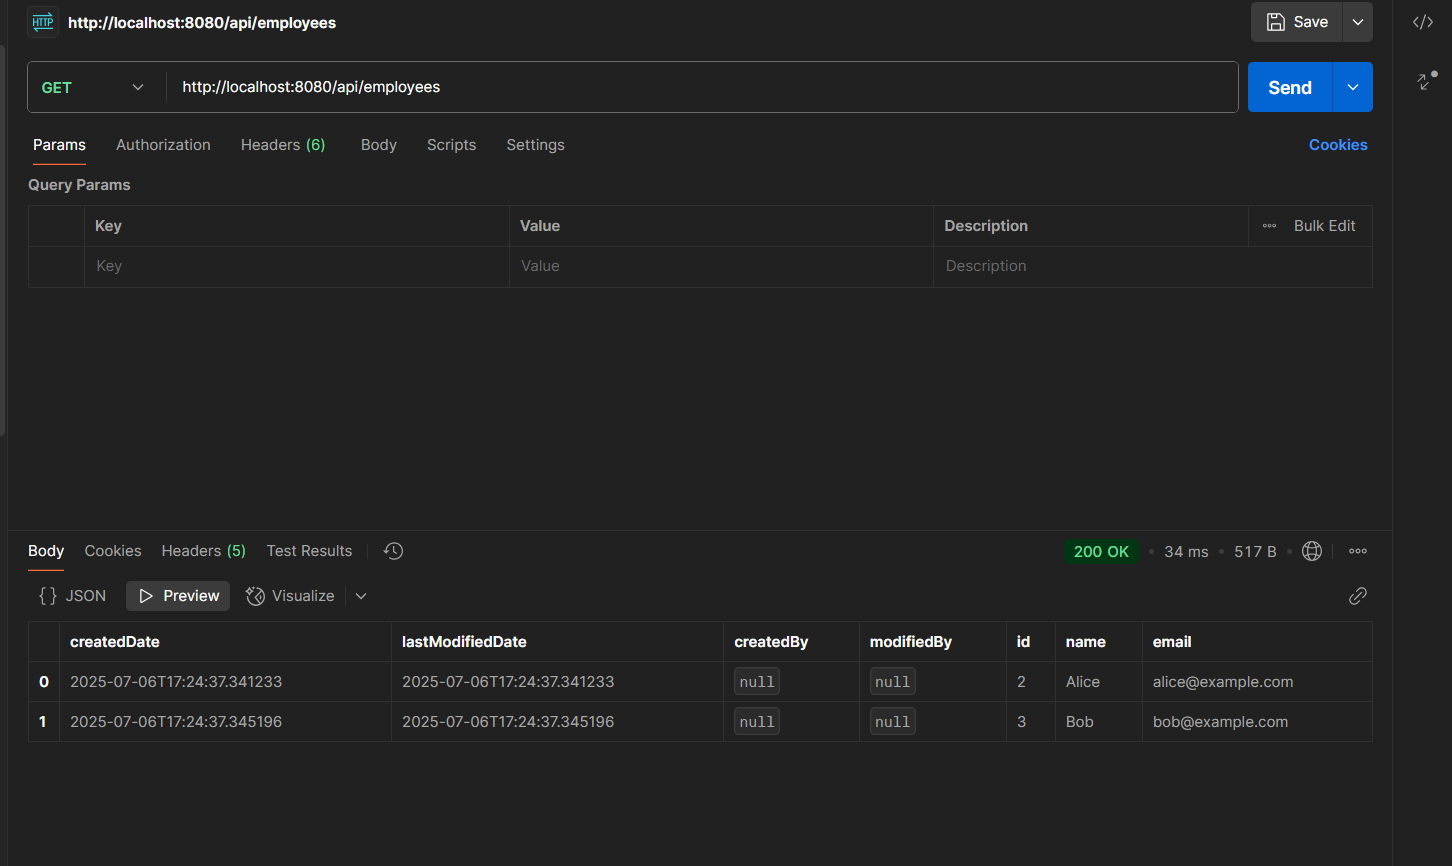 HTTP http://localhost:8080/api/employees Save
GET http://localhost:8080/api/employees Send
Params Authorization Headers (6) Body Scripts Settings Cookies
Query Params
Key Value Description Bulk Edit
Key Value Description
Body Cookies Headers (5) Test Results 200 OK • 34 ms • 517 B •
{} JSON Preview Visualize
createdDate lastModifiedDate createdBy modifiedBy id name email
0 2025-07-06T17:24:37.341233 2025-07-06T17:24:37.341233 null null 2 Alice alice@example.com
1 2025-07-06T17:24:37.345196 2025-07-06T17:24:37.345196 null null 3 Bob bob@example.com